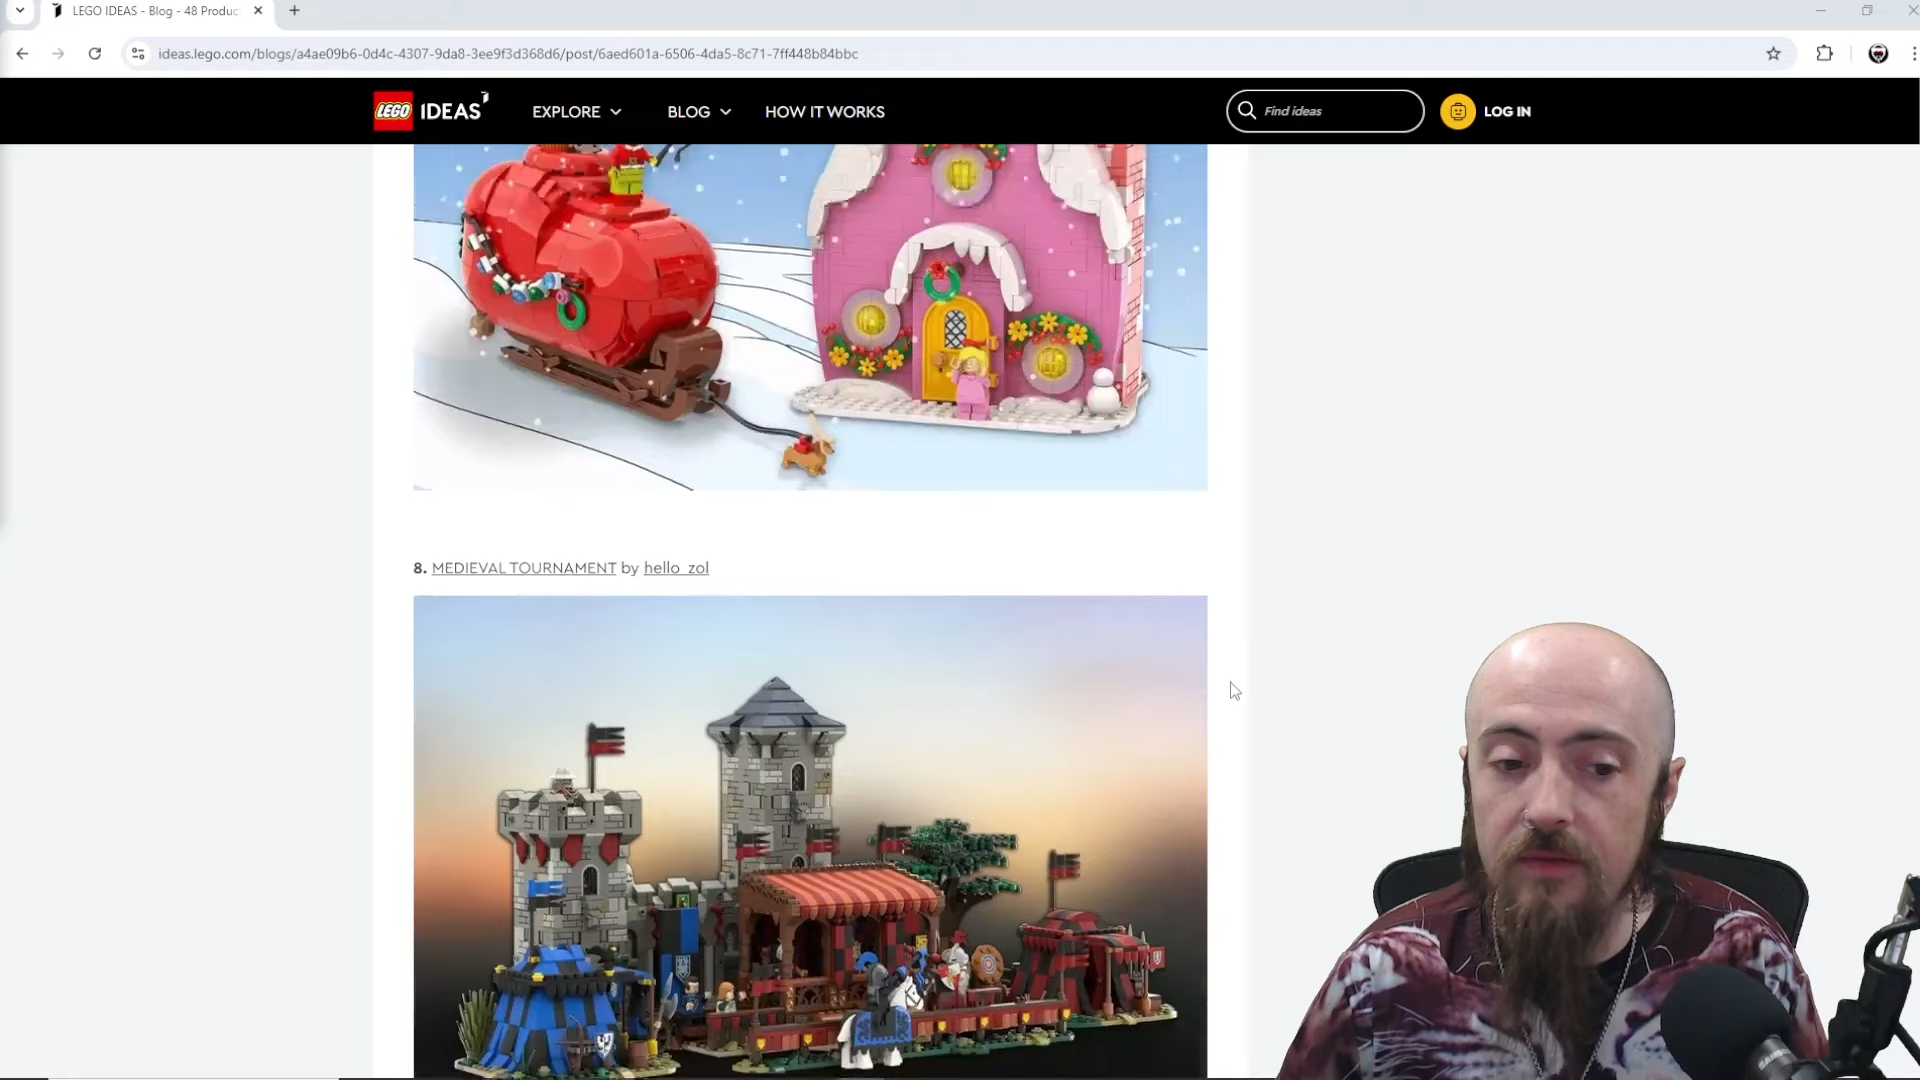 LEGO IDEAS - Blog - 48 Produc
ideas.lego.com/blogs/a4ae09b6-0d4c-4307-9da8-3ee9f3d368d6/post/6aed601a-6506-4da5-8c71-7ff448b84bbc
LEGO IDEAS EXPLORE BLOG HOW IT WORKS Find ideas LOG IN
8. MEDIEVAL TOURNAMENT by hello_zol